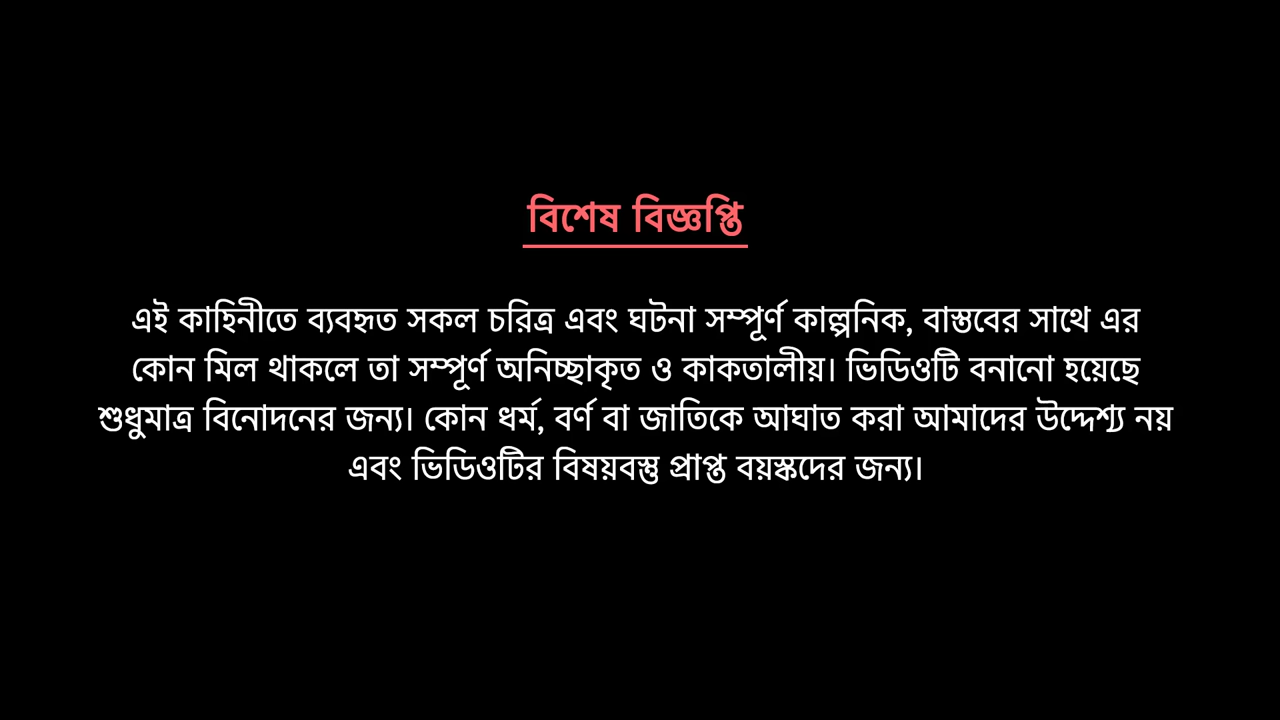 বিশেষ বিজ্ঞপ্তি
এই কাহিনীতে ব্যবহৃত সকল চরিত্র এবং ঘটনা সম্পূর্ণ কাল্পনিক, বাস্তবের সাথে এর
কোন মিল থাকলে তা সম্পূর্ণ অনিচ্ছাকৃত ও কাকতালীয়। ভিডিওটি বনানো হয়েছে
শুধুমাত্র বিনোদনের জন্য। কোন ধর্ম, বর্ণ বা জাতিকে আঘাত করা আমাদের উদ্দেশ্য নয়
এবং ভিডিওটির বিষয়বস্তু প্রাপ্ত বয়স্কদের জন্য।